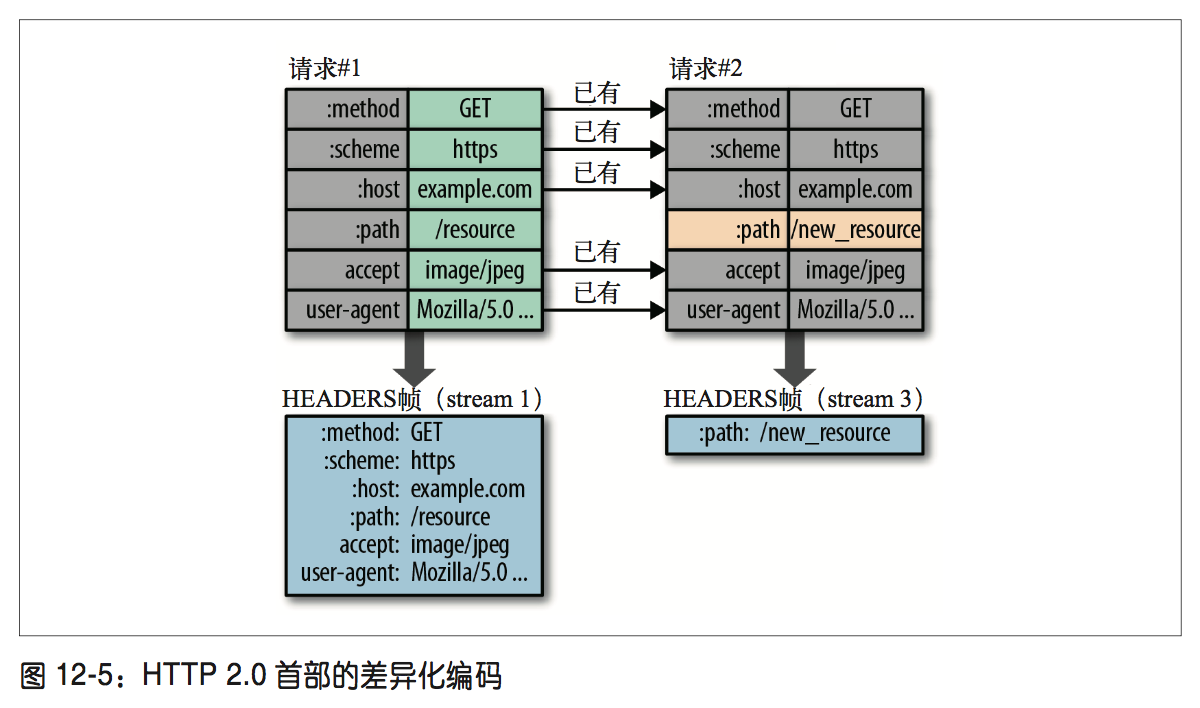 请求#1
:method GET
:scheme https
:host example.com
:path /resource
accept image/jpeg
user-agent Mozilla/5.0 ...
已有
已有
已有
已有
已有
请求#2
:method GET
:scheme https
:host example.com
:path /new_resource
accept image/jpeg
user-agent Mozilla/5.0 ...
HEADERS帧（stream 1）
:method: GET
:scheme: https
:host: example.com
:path: /resource
accept: image/jpeg
user-agent: Mozilla/5.0 ...
HEADERS帧（stream 3）
:path: /new_resource
图 12-5：HTTP 2.0 首部的差异化编码